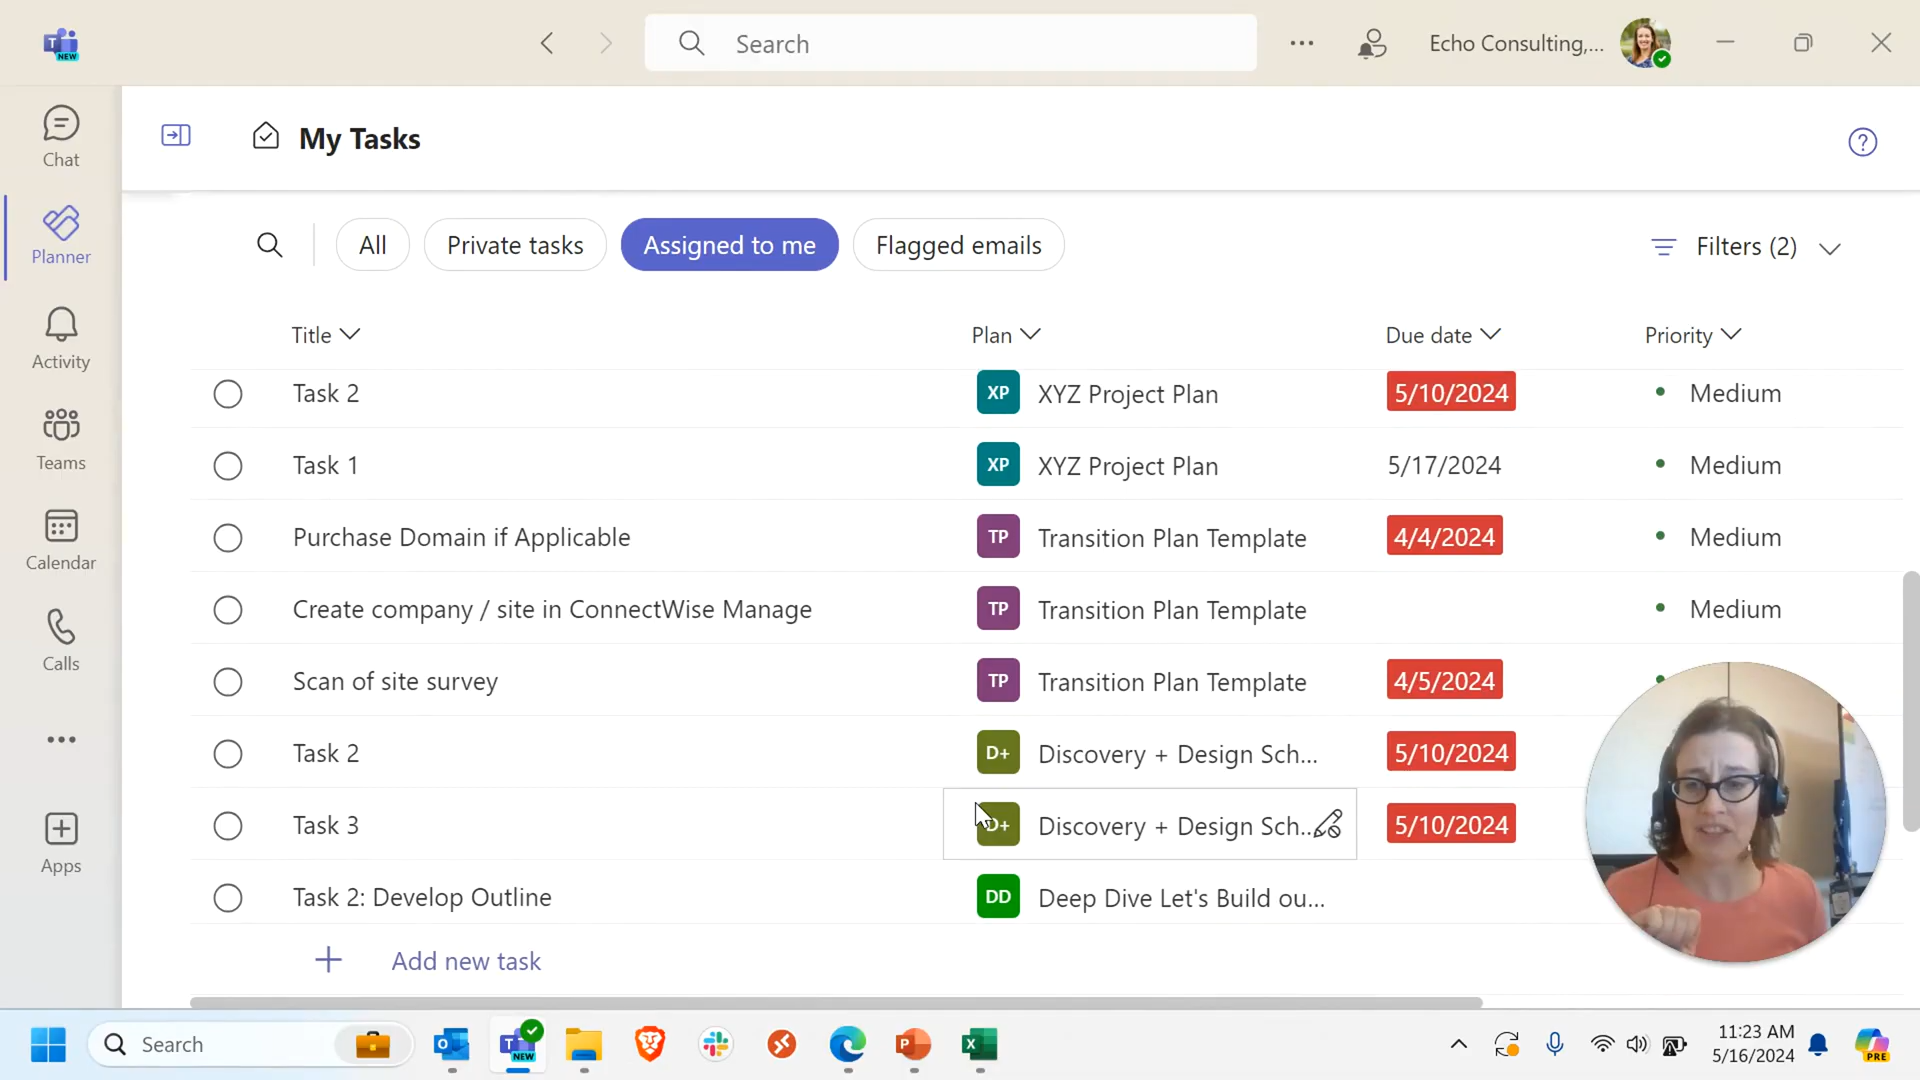 T
NEW
Search
Echo Consulting,...
Chat
Planner
Activity
Teams
Calendar
Calls
Apps
My Tasks
All
Private tasks
Assigned to me
Flagged emails
Filters (2)
Title
Plan
Due date
Priority
Task 2
XP
XYZ Project Plan
5/10/2024
Medium
Task 1
XP
XYZ Project Plan
5/17/2024
Medium
Purchase Domain if Applicable
TP
Transition Plan Template
4/4/2024
Medium
Create company / site in ConnectWise Manage
TP
Transition Plan Template
Medium
Scan of site survey
TP
Transition Plan Template
4/5/2024
Task 2
D+
Discovery + Design Sch...
5/10/2024
Task 3
D+
Discovery + Design Sch...
5/10/2024
Task 2: Develop Outline
DD
Deep Dive Let's Build ou...
Add new task
Search
O
T
NEW
P
X
11:23 AM
5/16/2024
PRE